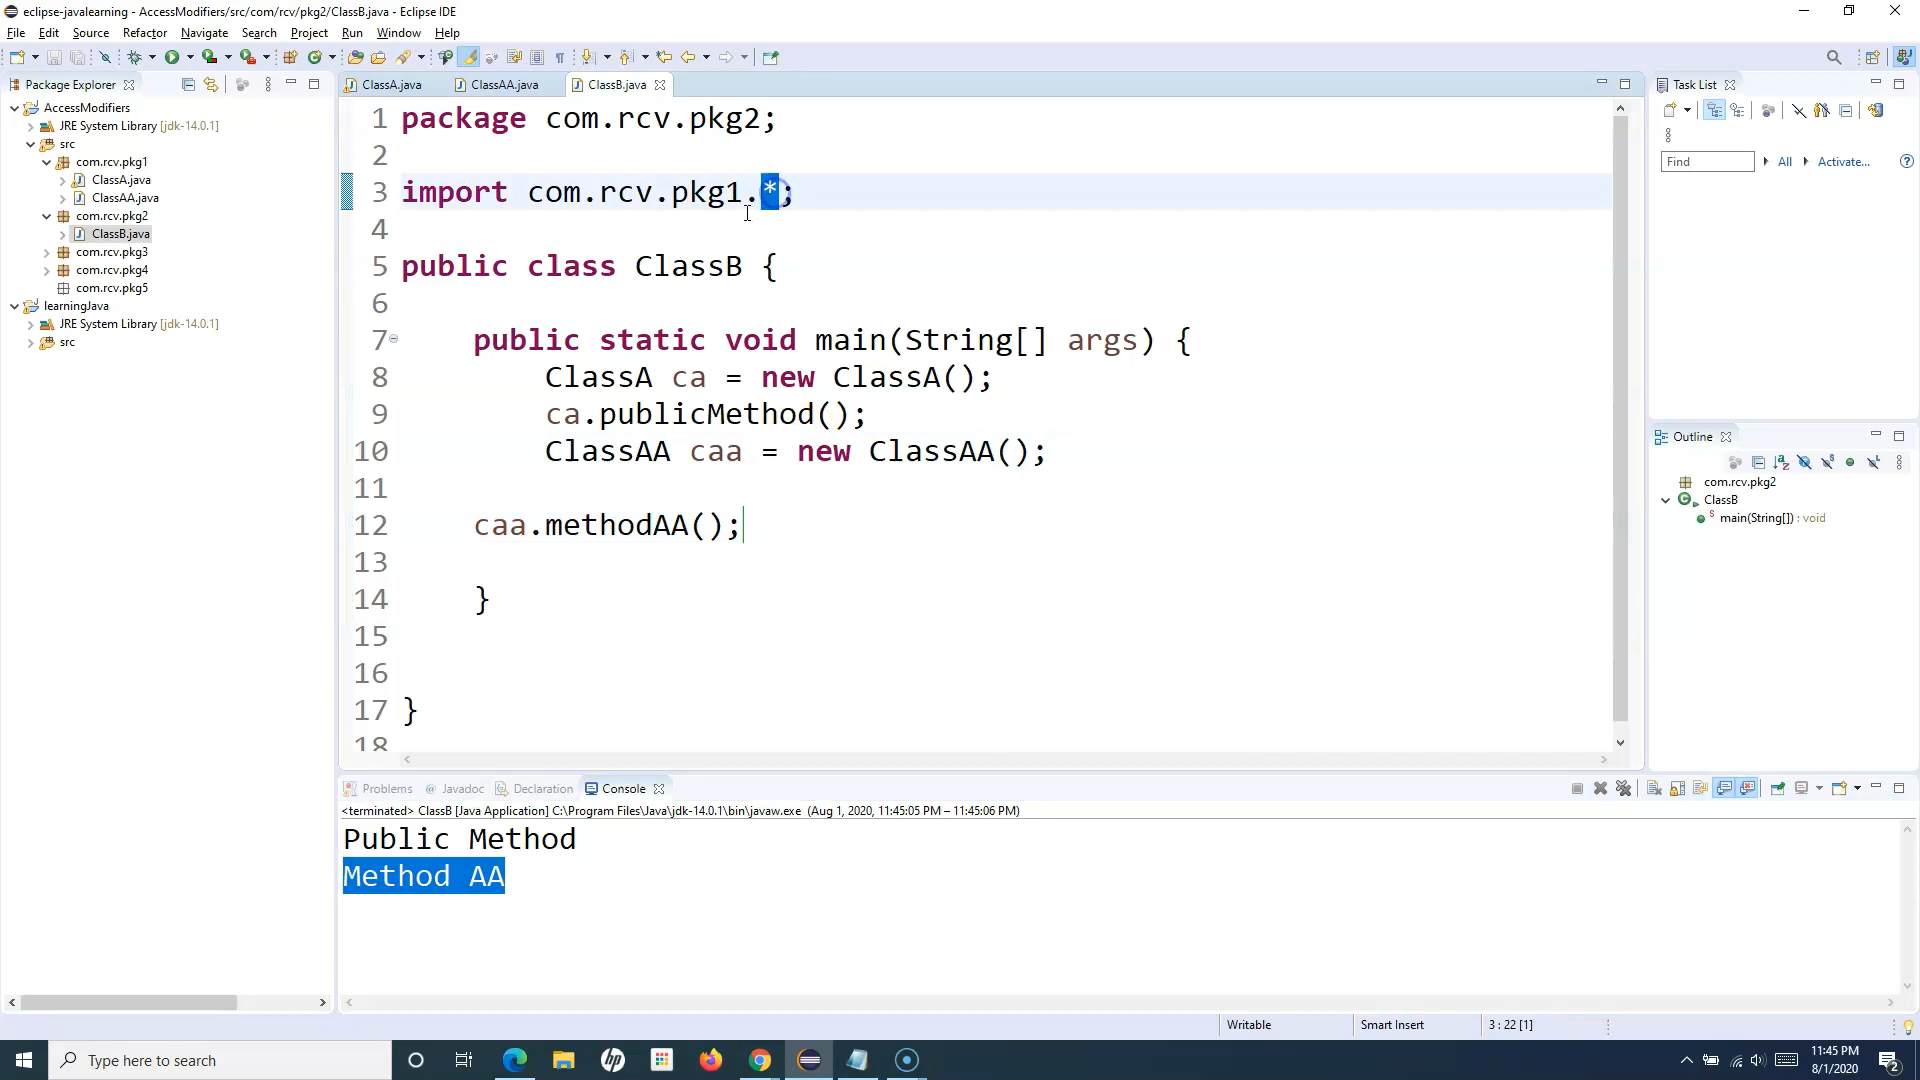 eclipse-javalearning - AccessModifiers/src/com/rcv/pkg2/ClassB.java - Eclipse IDE
File Edit Source Refactor Navigate Search Project Run Window Help
Package Explorer
AccessModifiers
JRE System Library [jdk-14.0.1]
src
com.rcv.pkg1
ClassA.java
ClassAA.java
com.rcv.pkg2
ClassB.java
com.rcv.pkg3
com.rcv.pkg4
com.rcv.pkg5
learningJava
JRE System Library [jdk-14.0.1]
src
ClassA.java ClassAA.java ClassB.java
1 package com.rcv.pkg2;
2
3 import com.rcv.pkg1.*;
4
5 public class ClassB {
6
7 public static void main(String[] args) {
8 ClassA ca = new ClassA();
9 ca.publicMethod();
10 ClassAA caa = new ClassAA();
11
12 caa.methodAA();
13
14 }
15
16
17 }
18
Task List
Find All Activate...
Outline
com.rcv.pkg2
ClassB
main(String[]) : void
Problems Javadoc Declaration Console
<terminated> ClassB [Java Application] C:\Program Files\Java\jdk-14.0.1\bin\javaw.exe (Aug 1, 2020, 11:45:05 PM – 11:45:06 PM)
Public Method
Method AA
Writable Smart Insert 3 : 22 [1]
Type here to search
11:45 PM
8/1/2020
2